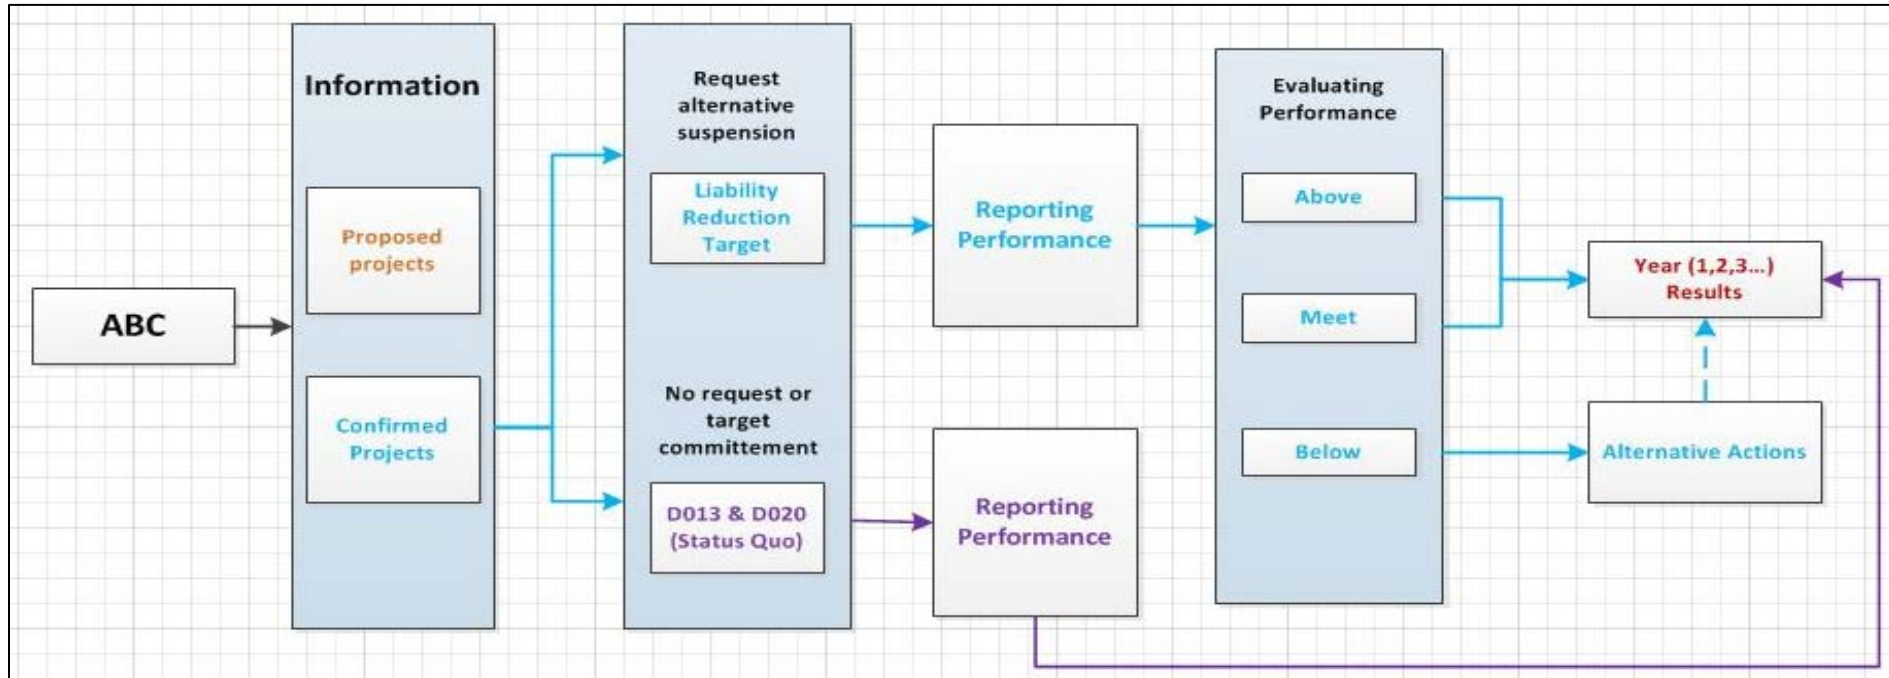 ABC
Information
Proposed
projects
Confirmed
Projects
Request
alternative
suspension
Liability
Reduction
Target
No request or
target
committement
D013 & D020
(Status Quo)
Reporting
Performance
Reporting
Performance
Evaluating
Performance
Above
Meet
Below
Year (1,2,3...)
Results
Alternative Actions